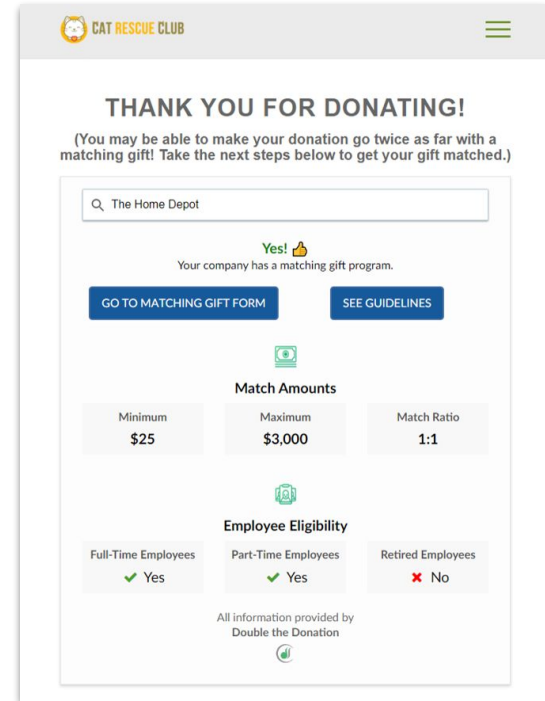 CAT RESCUE CLUB
THANK YOU FOR DONATING!
(You may be able to make your donation go twice as far with a
matching gift! Take the next steps below to get your gift matched.)
The Home Depot
Yes!
Your company has a matching gift program.
GO TO MATCHING GIFT FORM
SEE GUIDELINES
Match Amounts
Minimum
$25
Maximum
$3,000
Match Ratio
1:1
Employee Eligibility
Full-Time Employees
Yes
Part-Time Employees
Yes
Retired Employees
No
All information provided by
Double the Donation